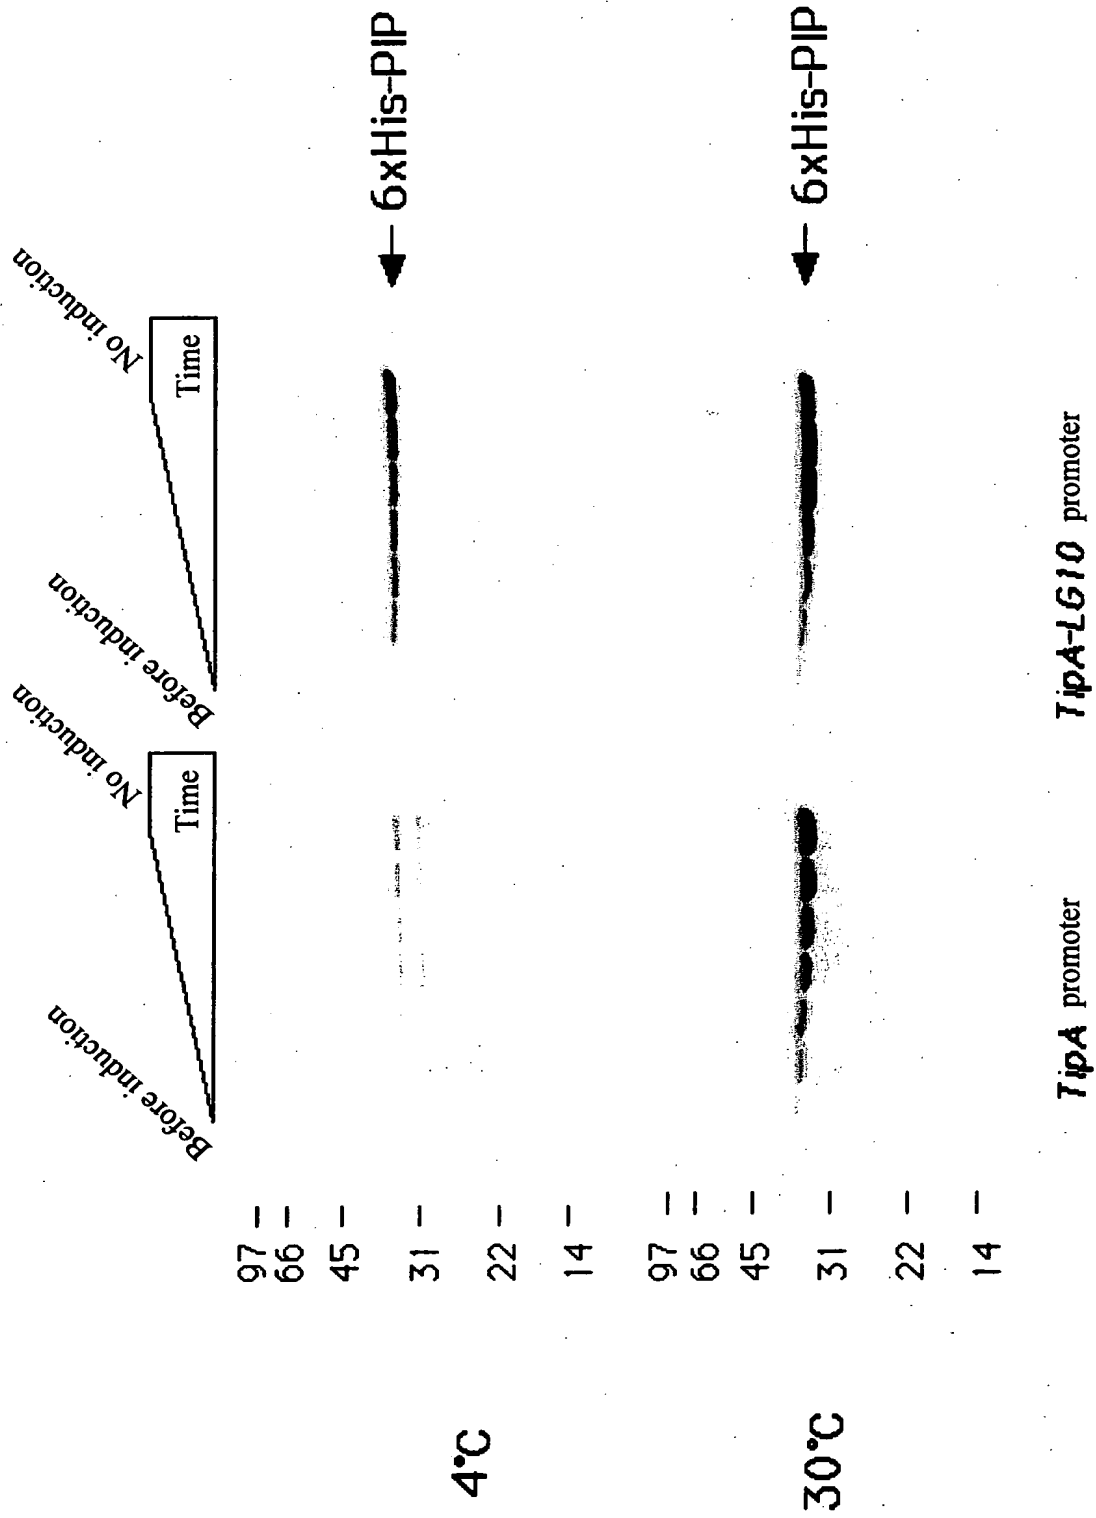 Before induction
Time
No induction
Before induction
Time
No induction
4°C
97
66
45
31
22
14
6xHis-PIP
30°C
97
66
45
31
22
14
6xHis-PIP
TipA promoter
TipA-LG10 promoter